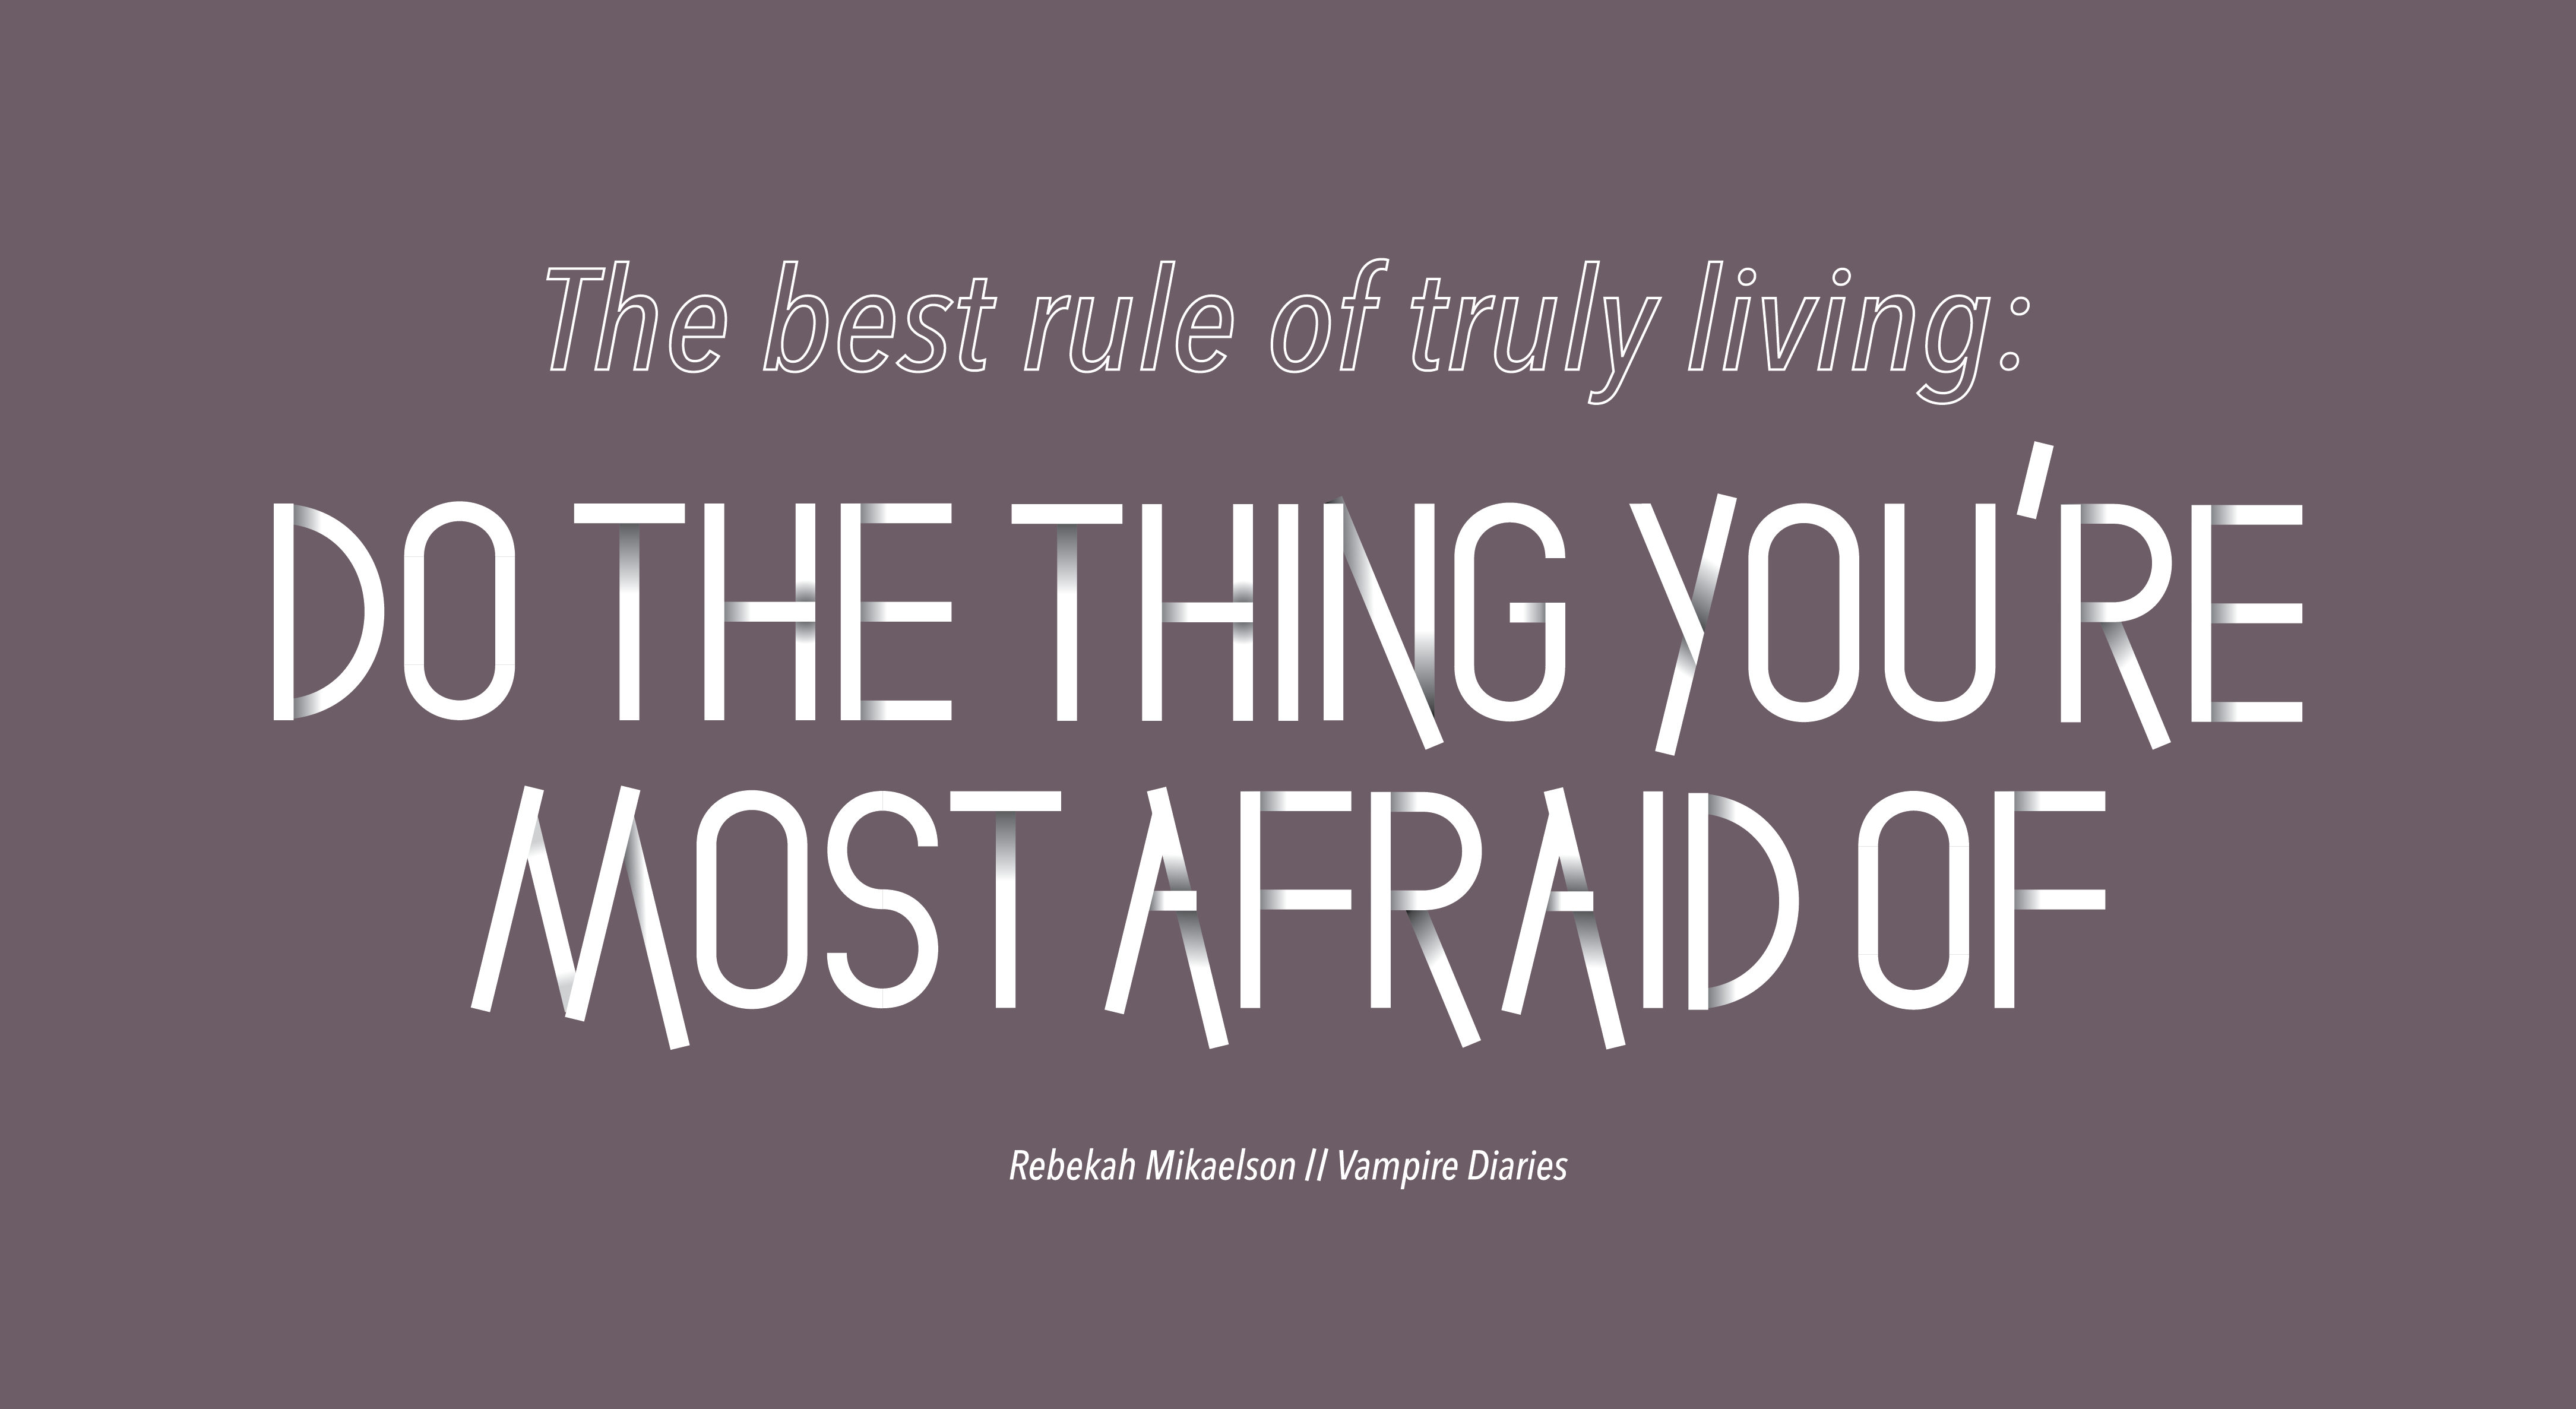 The best rule of truly living:
DO THE THING YOU'RE
MOST AFRAID OF
Rebekah Mikaelson // Vampire Diaries